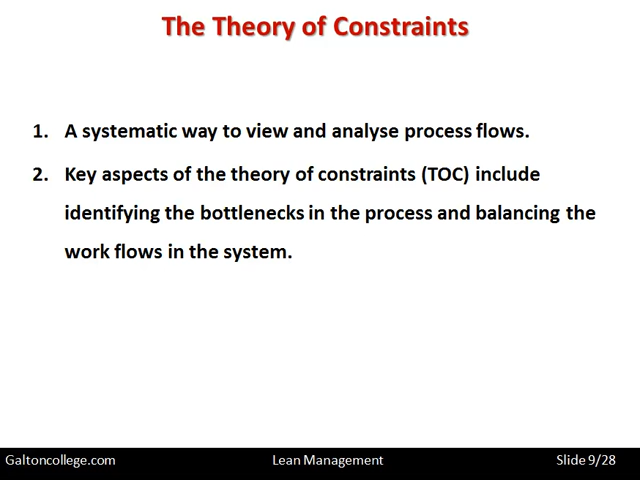 The Theory of Constraints
1. A systematic way to view and analyse process flows.
2. Key aspects of the theory of constraints (TOC) include
identifying the bottlenecks in the process and balancing the
work flows in the system.
Galtoncollege.com Lean Management Slide 9/28